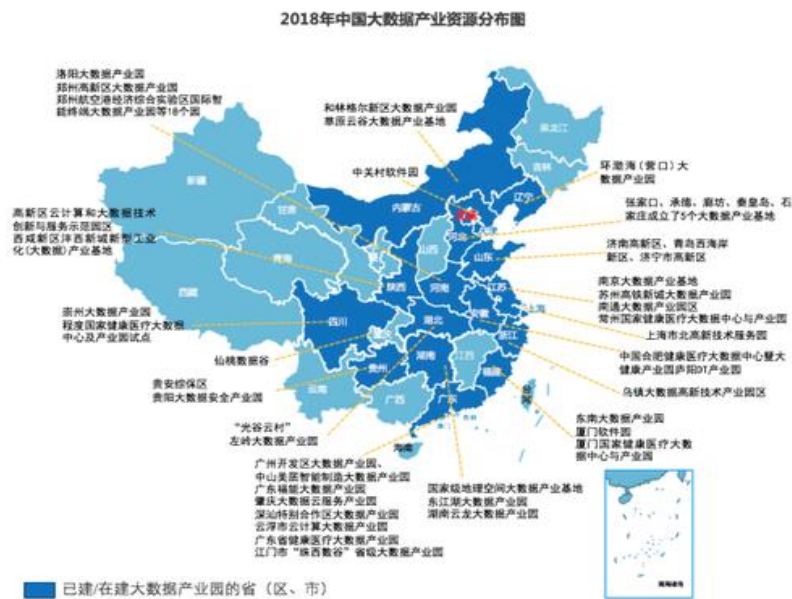 2018年中国大数据产业资源分布图
洛阳大数据产业园
郑州高新区大数据产业园
郑州航空港经济综合实验区国际智
能终端大数据产业园等18个园
和林格尔新区大数据产业园
草原云谷大数据产业基地
中关村软件园
环渤海(营口)大
数据产业园
张家口、承德、廊坊、秦皇岛、石
家庄成立了5个大数据产业基地
高新区云计算和大数据技术
创新与服务示范园区
西咸新区沣西新城新型工业
化(大数据)产业基地
济南高新区、青岛西海岸
新区、济宁市高新区
南京大数据产业基地
苏州高铁新城大数据产业园
南通大数据产业园区
常州国家健康医疗大数据中心与产业园
上海市北高新技术服务园
崇州大数据产业园
程度国家健康医疗大数据
中心及产业园试点
仙桃数据谷
中国合肥健康医疗大数据中心暨大
健康产业园庐阳DT产业园
乌镇大数据高新技术产业园区
贵安综保区
贵阳大数据安全产业园
“光谷云村”
左岭大数据产业园
东南大数据产业园
厦门软件园
厦门国家健康医疗大数
据中心与产业园
广州开发区大数据产业园、
中山美居智能制造大数据产业园
广东福能大数据产业园
肇庆大数据云服务产业园
深汕特别合作区大数据产业园
云浮市云计算大数据产业园
广东省健康医疗大数据产业园
江门市“珠西数谷”省级大数据产业园
国家级地理空间大数据产业基地
东江湖大数据产业园
湖南云龙大数据产业园
黑龙江
吉林
辽宁
新疆
甘肃
内蒙古
河北
山西
山东
青海
陕西
河南
江苏
西藏
四川
湖北
安徽
上海
浙江
湖南
江西
贵州
福建
云南
广西
广东
台湾
海南
南海诸岛
已建/在建大数据产业园的省(区、市)